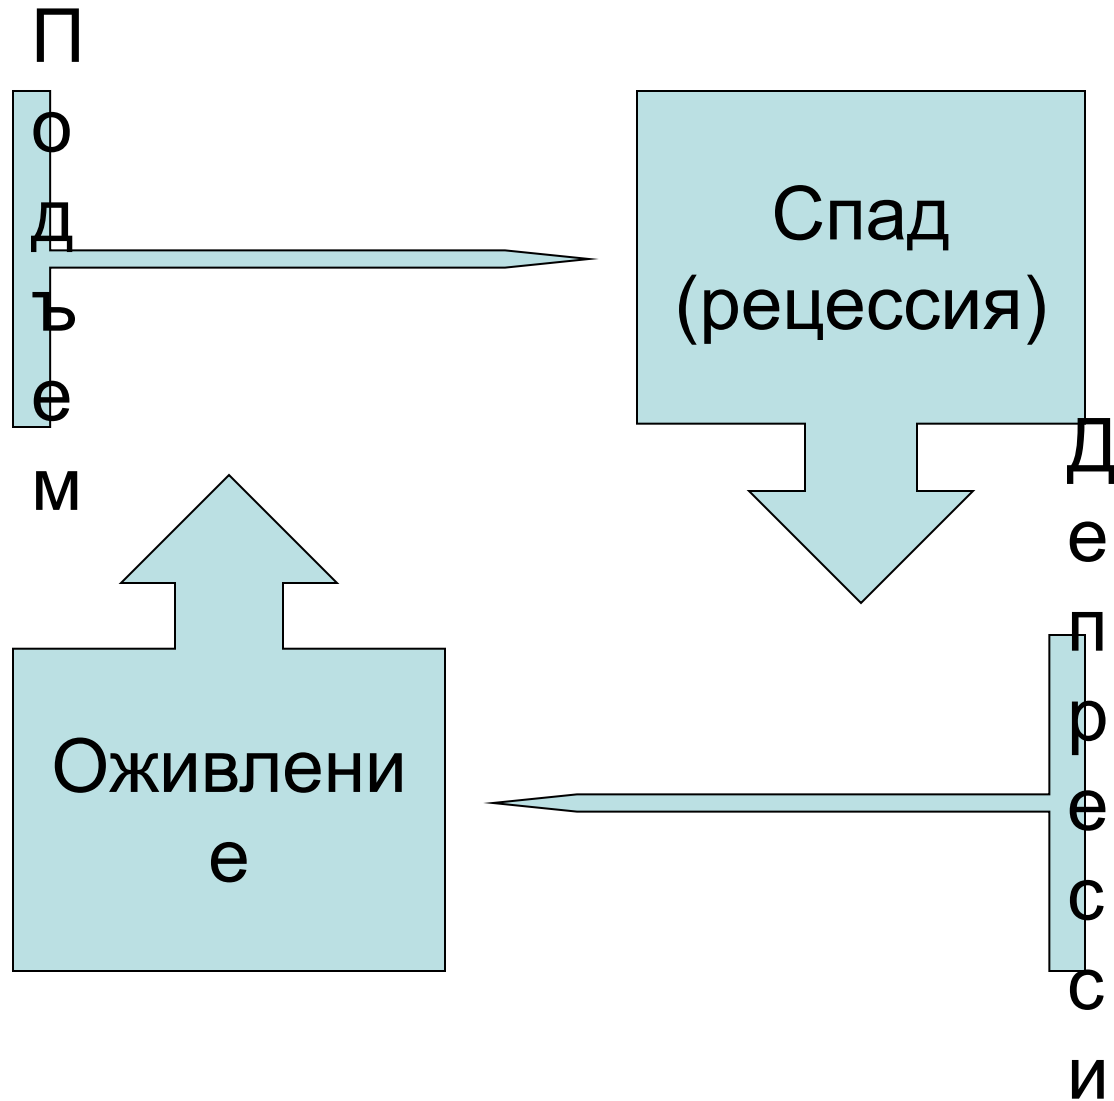 Подъем
Спад
(рецессия)
Оживлени
е
Депресси